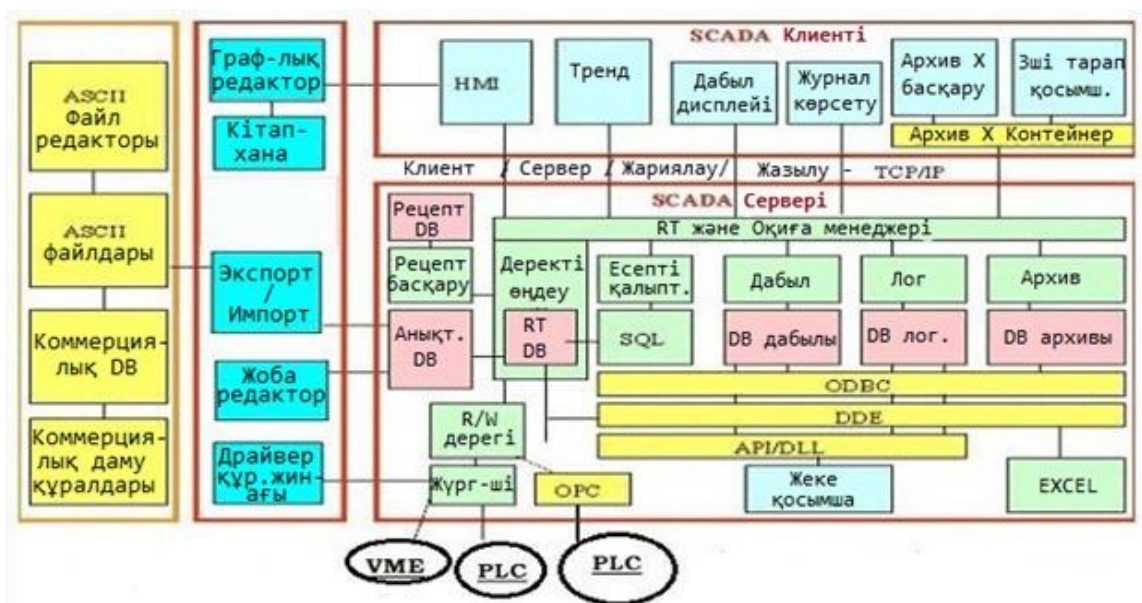 ASCII
Файл
редакторы
ASCII
файлдары
Коммерция-
лық DB
Коммерция-
лық даму
құралдары
Граф-лық
редактор
Кітап-
хана
Экспорт
/
Импорт
Жоба
редактор
Драйвер
құр.жин-
ағы
SCADA Клиенті
HMI
Тренд
Дабыл
дисплейі
Журнал
көрсету
Архив X
басқару
3ші тарап
қосымш.
Архив X Контейнер
Клиент / Сервер / Жариялау/ Жазылу - TCP/IP
SCADA Сервері
Рецепт
DB
RT және Оқиға менеджері
Рецепт
басқару
Деректі
өңдеу
Есепті
қалыпт.
Дабыл
Лог
Архив
Анықт.
DB
RT
DB
SQL
DB дабылы
DB лог.
DB архивы
ODBC
DDE
R/W
дерегі
API/DLL
Жүрг-ші
OPC
Жеке
қосымша
EXCEL
VME
PLC
PLC